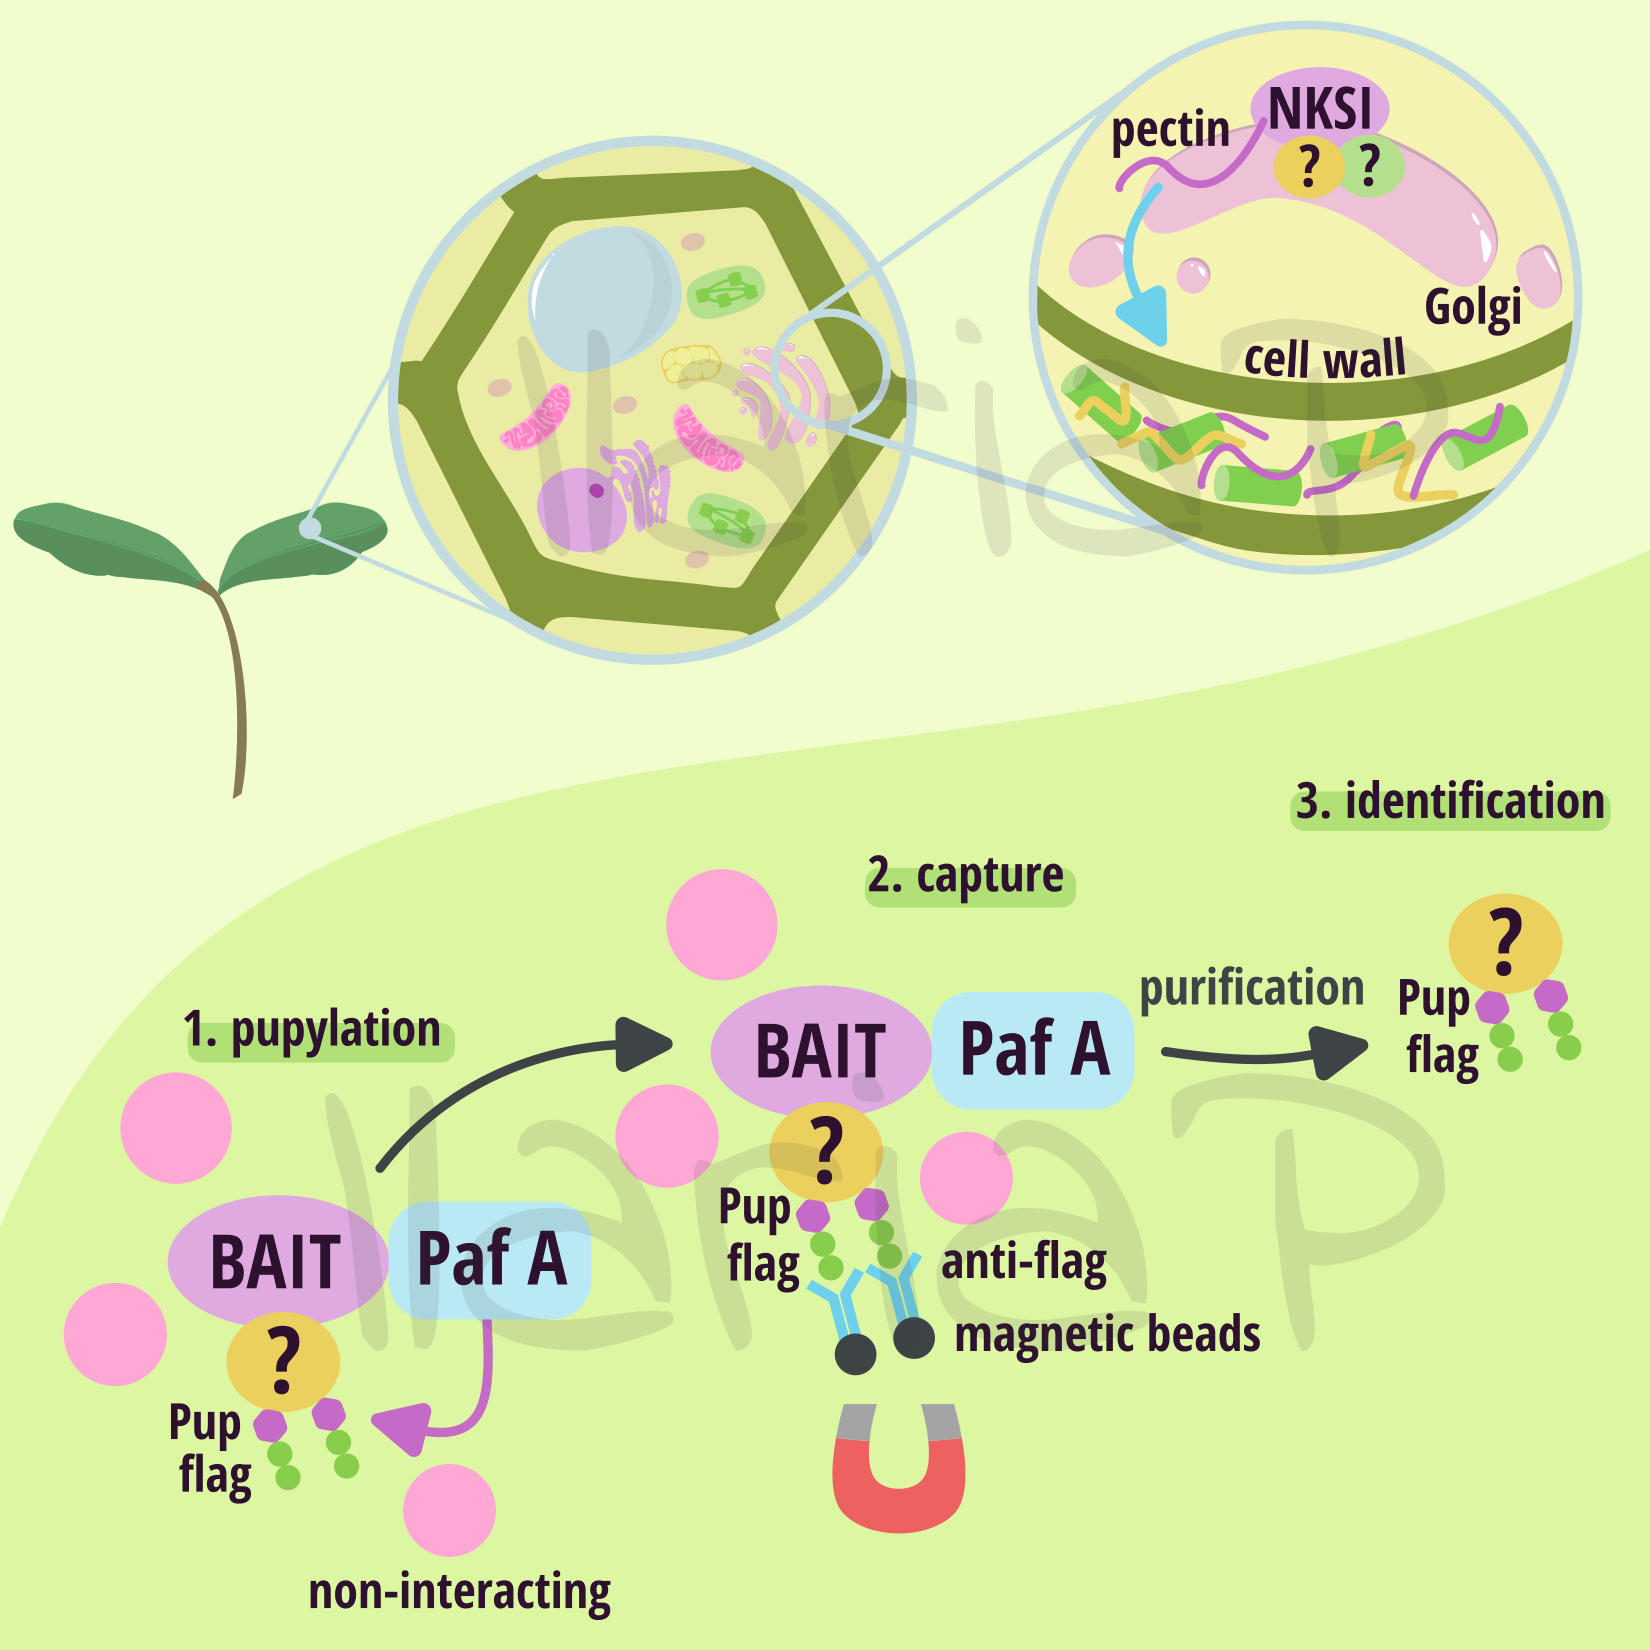 NKSI
pectin
? ?
Golgi
cell wall
3. identification
2. capture
?
purification
Pup
flag
1. pupylation
BAIT Paf A
?
Pup
flag
anti-flag
magnetic beads
BAIT Paf A
?
Pup
flag
non-interacting